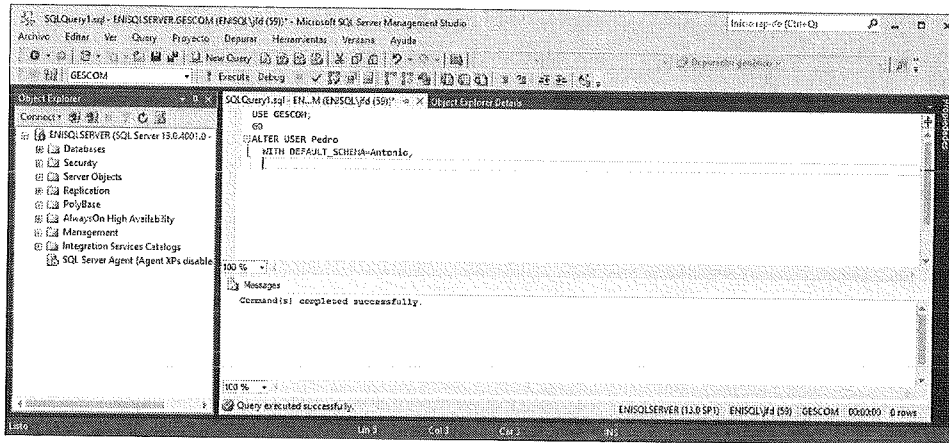 SQLQuery1.sql - ENISQLSERVER.GESCOM (ENISQL\jfd (59))* - Microsoft SQL Server Management Studio
Archivo Editar Ver Query Proyecto Depurar Herramientas Ventana Ayuda
New Query
GESCOM Execute Debug
Object Explorer
Connect
ENISQLSERVER (SQL Server 13.0.4001.0 -
Databases
Security
Server Objects
Replication
PolyBase
AlwaysOn High Availability
Management
Integration Services Catalogs
SQL Server Agent (Agent XPs disable
SQLQuery1.sql - EN...M (ENISQL\jfd (59))* Object Explorer Details
USE GESCOM;
GO
ALTER USER Pedro
WITH DEFAULT_SCHEMA=Antonio,
100 %
Messages
Command(s) completed successfully.
100 %
Query executed successfully. ENISQLSERVER (13.0 SP1) ENISQL\jfd (59) GESCOM 00:00:00 0 rows
Listo Lín 5 Col 3 Car 3 INS